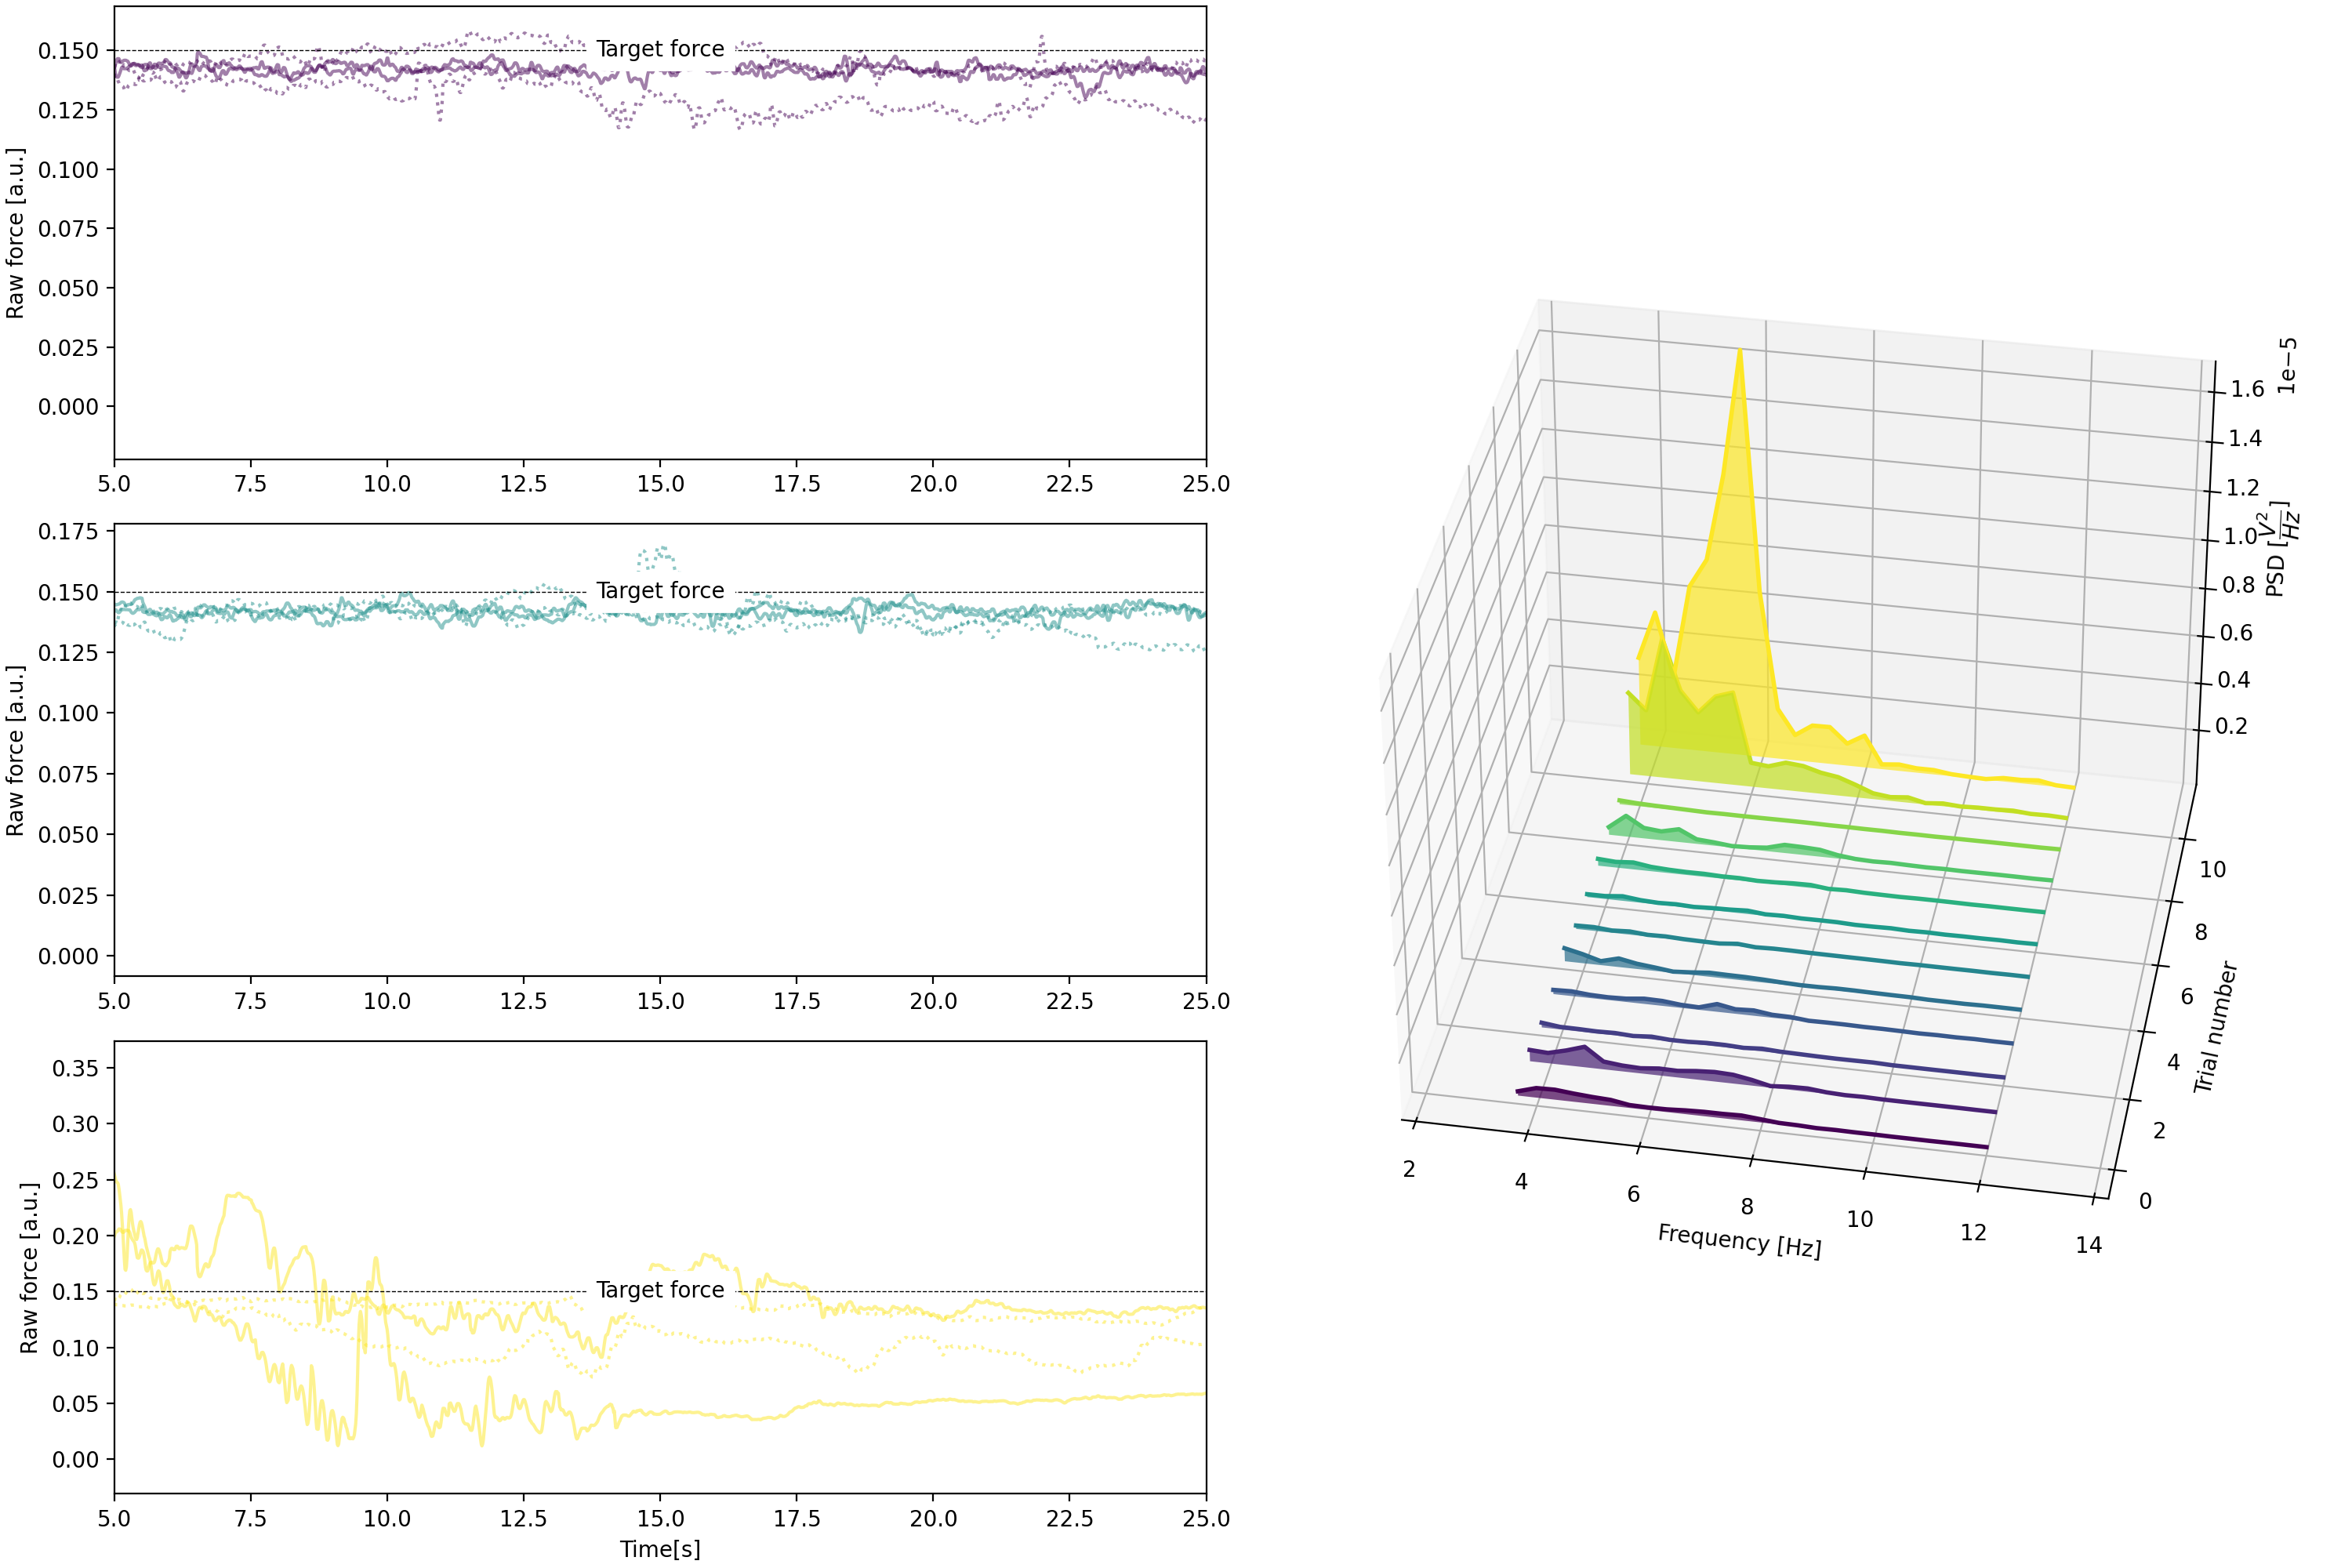 Raw force [a.u.]
0.150
0.125
0.100
0.075
0.050
0.025
0.000
Target force
5.0 7.5 10.0 12.5 15.0 17.5 20.0 22.5 25.0
Raw force [a.u.]
0.175
0.150
0.125
0.100
0.075
0.050
0.025
0.000
Target force
5.0 7.5 10.0 12.5 15.0 17.5 20.0 22.5 25.0
Raw force [a.u.]
0.35
0.30
0.25
0.20
0.15
0.10
0.05
0.00
Target force
5.0 7.5 10.0 12.5 15.0 17.5 20.0 22.5 25.0
Time[s]
1e−5
1.6
1.4
1.2
1.0
0.8
0.6
0.4
0.2
PSD [V²/Hz]
10
8
6
4
2
0
Trial number
2 4 6 8 10 12 14
Frequency [Hz]